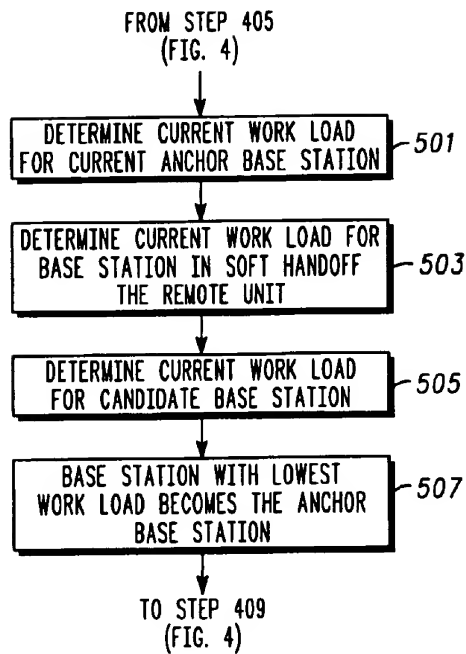 FROM STEP 405
(FIG. 4)
DETERMINE CURRENT WORK LOAD
FOR CURRENT ANCHOR BASE STATION
501
DETERMINE CURRENT WORK LOAD FOR
BASE STATION IN SOFT HANDOFF
THE REMOTE UNIT
503
DETERMINE CURRENT WORK LOAD
FOR CANDIDATE BASE STATION
505
BASE STATION WITH LOWEST
WORK LOAD BECOMES THE ANCHOR
BASE STATION
507
TO STEP 409
(FIG. 4)